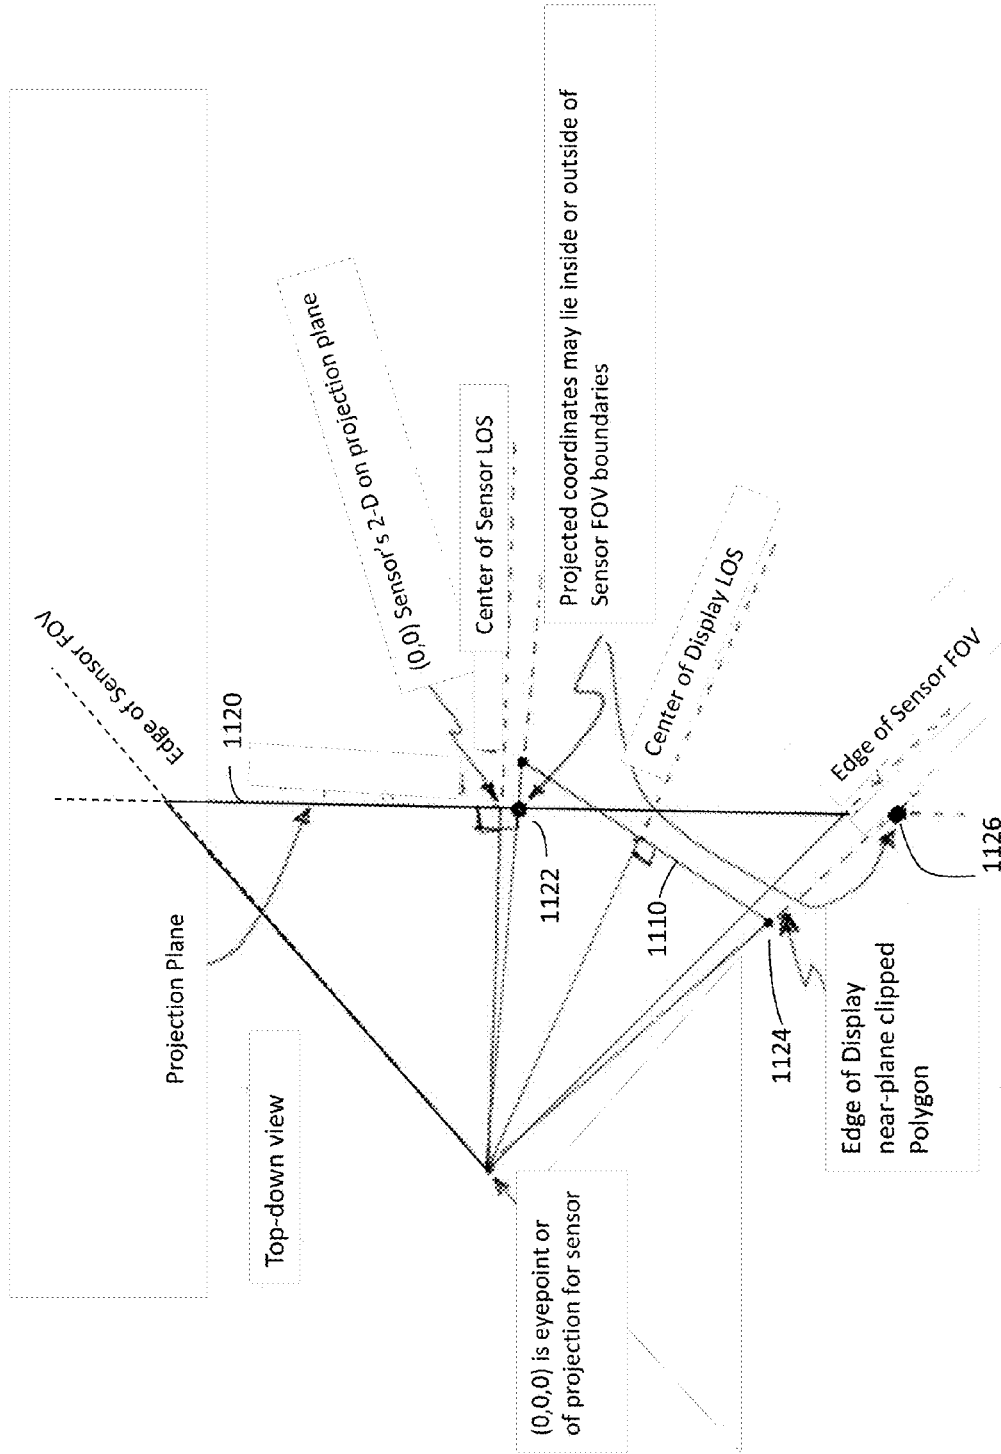 Edge of Sensor FOV
1120
Projection Plane
Top-down view
(0,0) Sensor's 2-D on projection plane
Center of Sensor LOS
Projected coordinates may lie inside or outside of
Sensor FOV boundaries
1122
(0,0,0) is eyepoint or
of projection for sensor
Center of Display LOS
1110
Edge of Sensor FOV
1124
1126
Edge of Display
near-plane clipped
Polygon